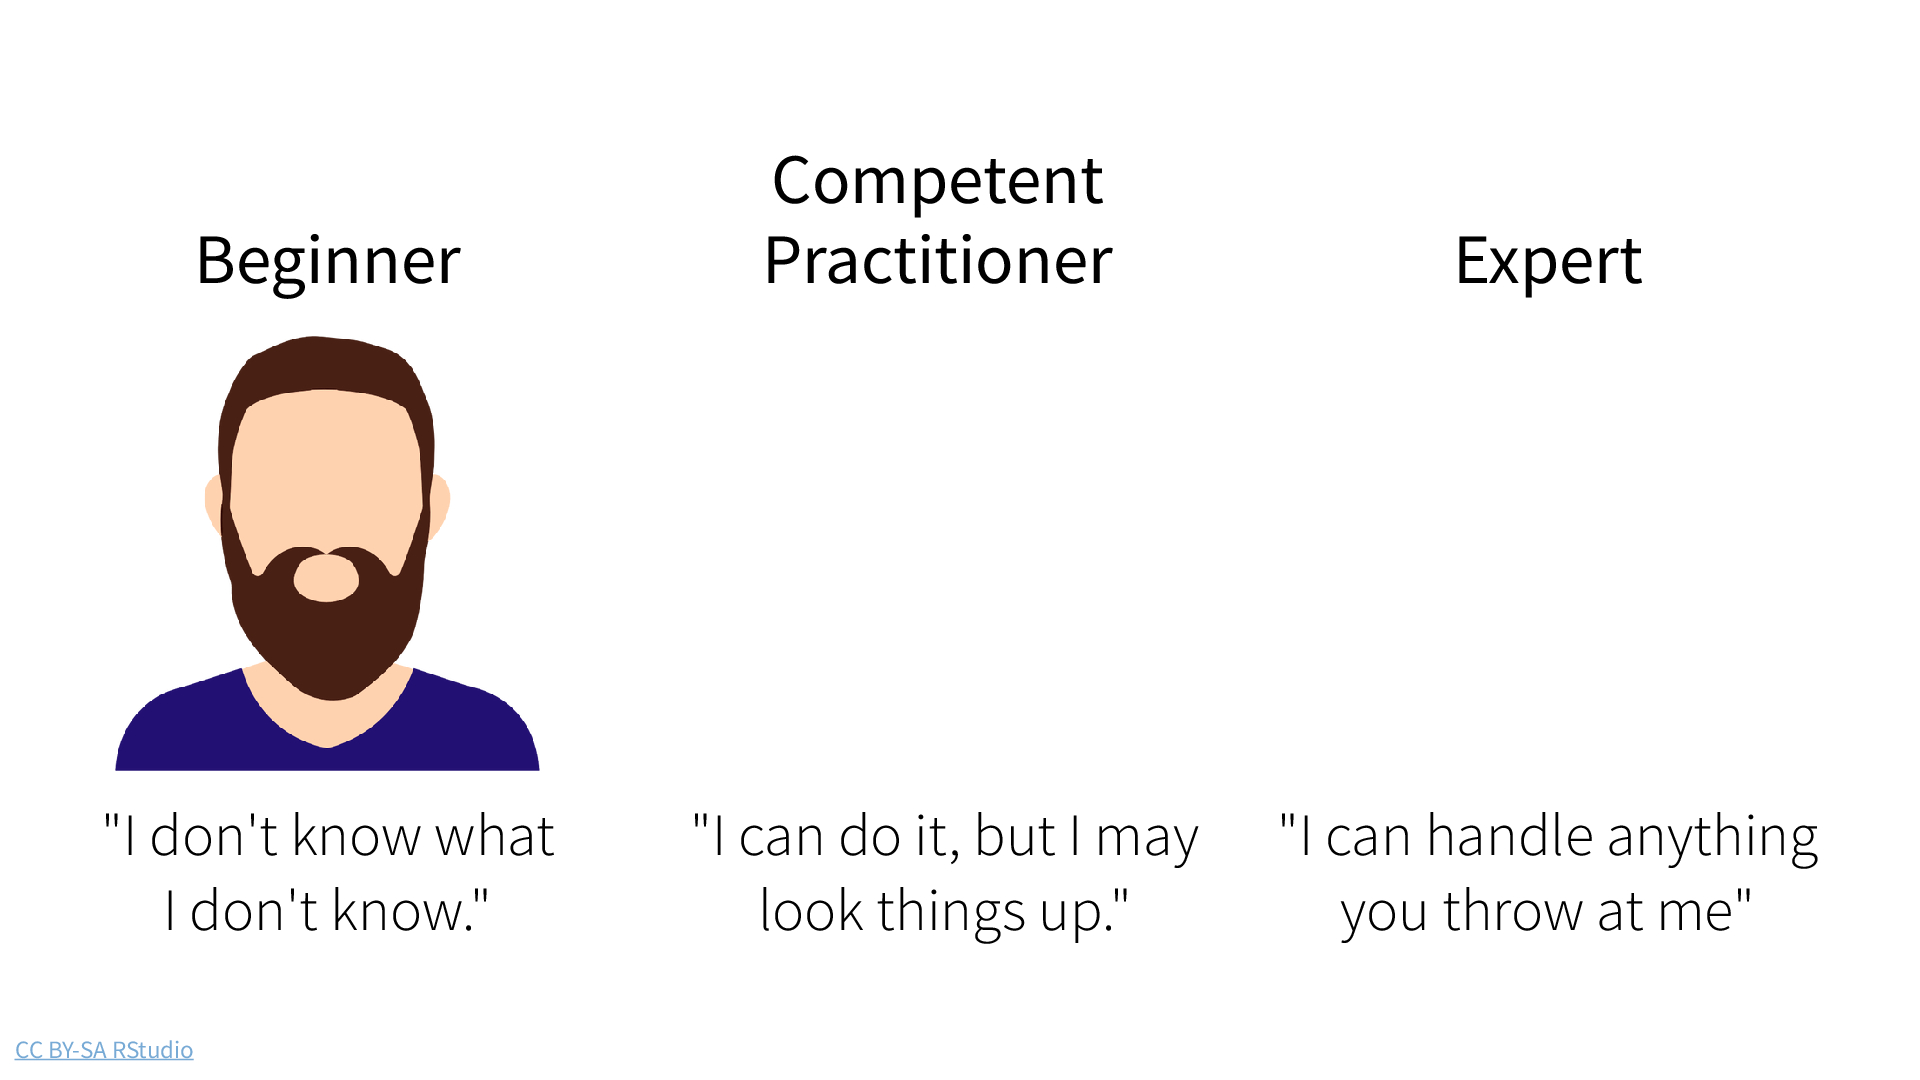 Beginner
Competent
Practitioner
Expert
"I don't know what
I don't know."
"I can do it, but I may
look things up."
"I can handle anything
you throw at me"
CC BY-SA RStudio